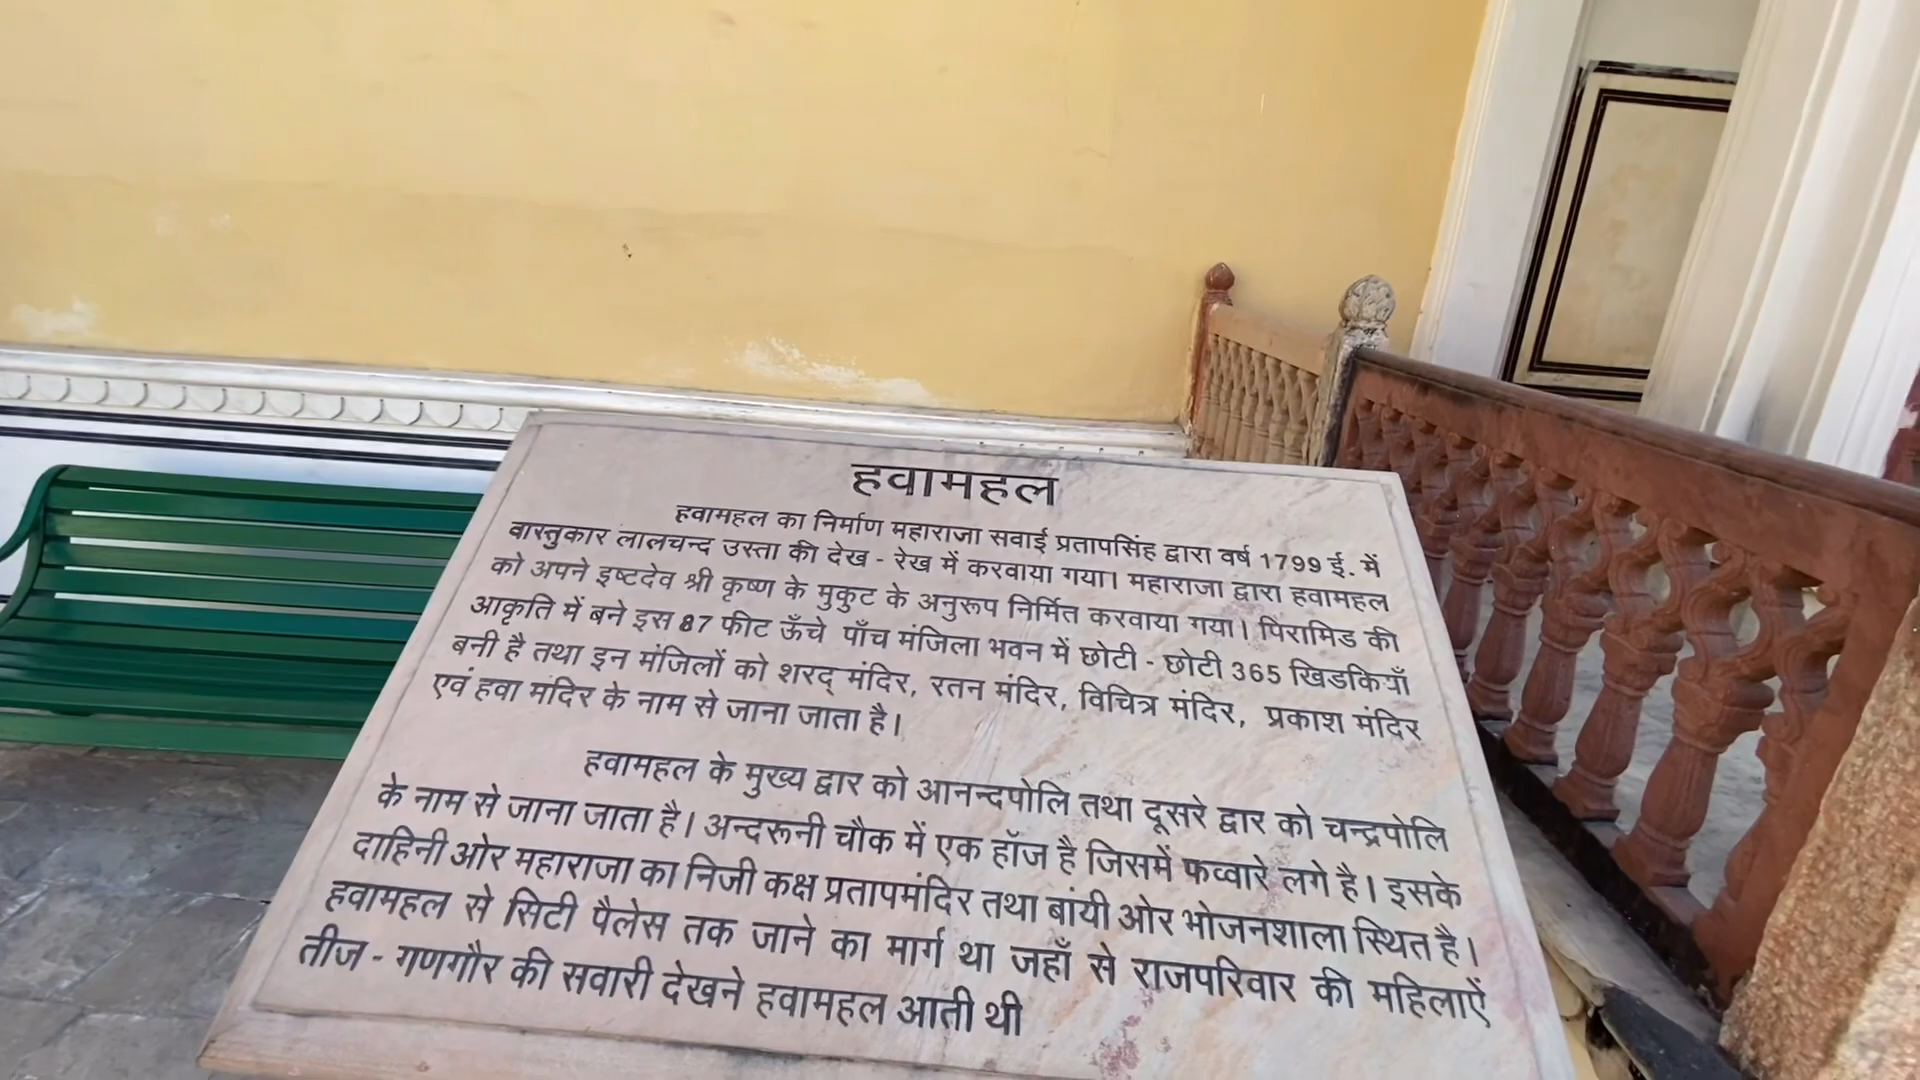 हवामहल
हवामहल का निर्माण महाराजा सवाई प्रतापसिंह द्वारा वर्ष 1799 ई. में
वास्तुकार लालचन्द उस्ता की देख - रेख में करवाया गया। महाराजा द्वारा हवामहल
को अपने इष्टदेव श्री कृष्ण के मुकुट के अनुरूप निर्मित करवाया गया। पिरामिड की
आकृति में बने इस 87 फीट ऊँचे पाँच मंजिला भवन में छोटी - छोटी 365 खिडकियाँ
बनी है तथा इन मंजिलों को शरद् मंदिर, रतन मंदिर, विचित्र मंदिर, प्रकाश मंदिर
एवं हवा मंदिर के नाम से जाना जाता है।
हवामहल के मुख्य द्वार को आनन्दपोलि तथा दूसरे द्वार को चन्द्रपोलि
के नाम से जाना जाता है। अन्दरूनी चौक में एक हॉज है जिसमें फव्वारे लगे है। इसके
दाहिनी ओर महाराजा का निजी कक्ष प्रतापमंदिर तथा बांयी ओर भोजनशाला स्थित है।
हवामहल से सिटी पैलेस तक जाने का मार्ग था जहाँ से राजपरिवार की महिलाऐं
तीज - गणगौर की सवारी देखने हवामहल आती थी